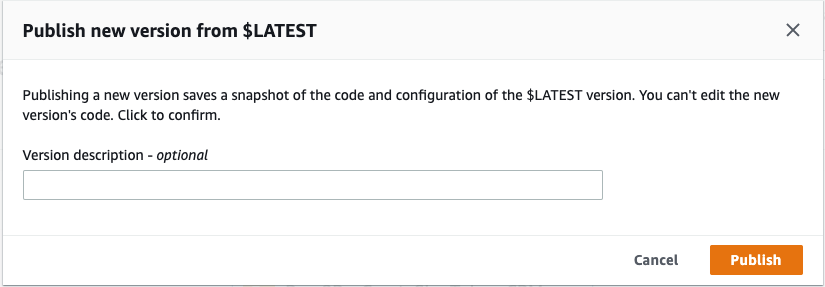 Publish new version from $LATEST
Publishing a new version saves a snapshot of the code and configuration of the $LATEST version. You can't edit the new
version's code. Click to confirm.
Version description - optional
Cancel
Publish